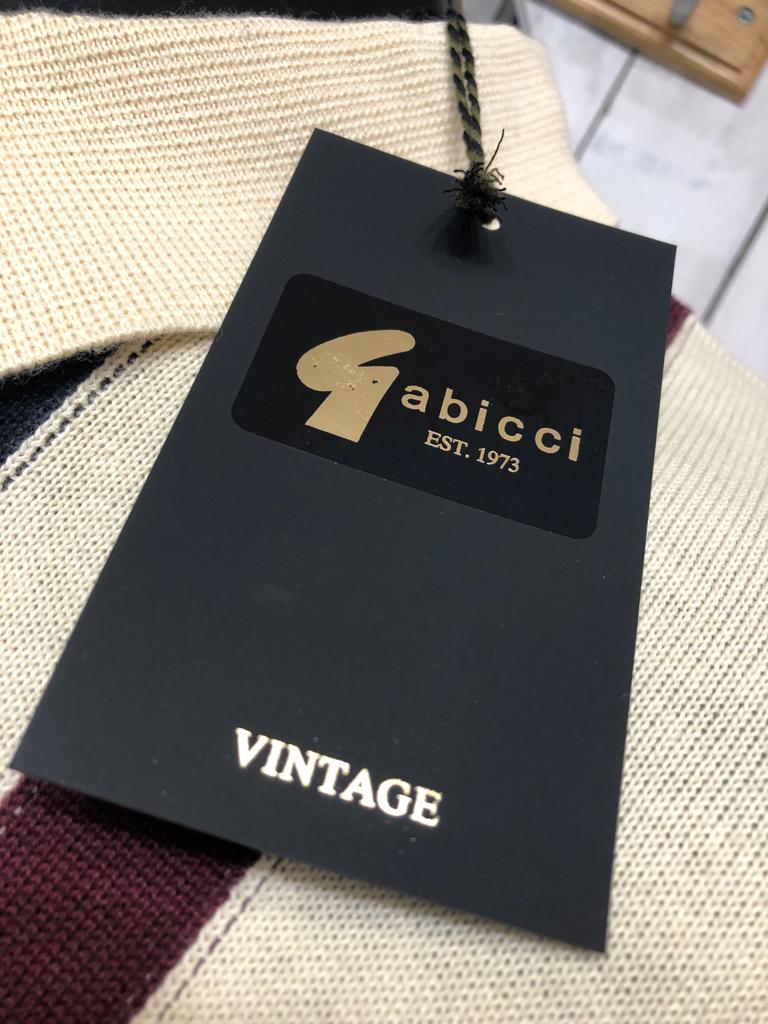 Gabicci
EST. 1973
VINTAGE